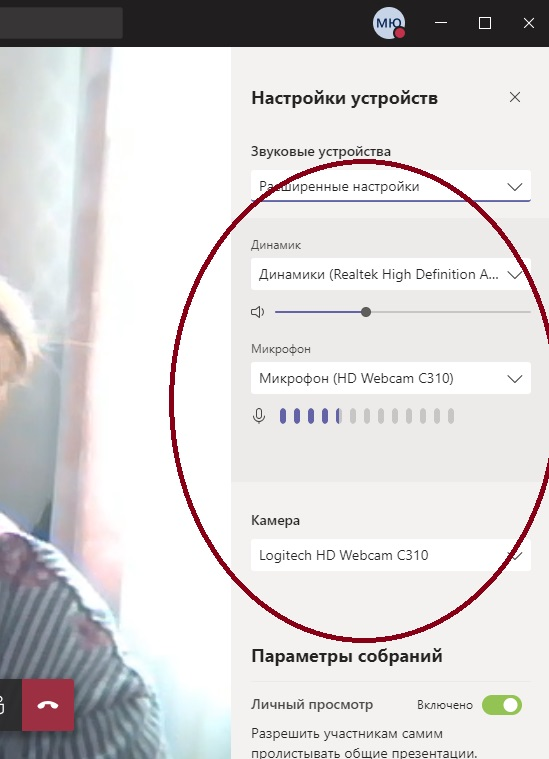 МЮ
Настройки устройств
Звуковые устройства
Расширенные настройки
Динамик
Динамики (Realtek High Definition A...
Микрофон
Микрофон (HD Webcam C310)
Камера
Logitech HD Webcam C310
Параметры собраний
Личный просмотр Включено
Разрешить участникам самим
пролистывать общие презентации.